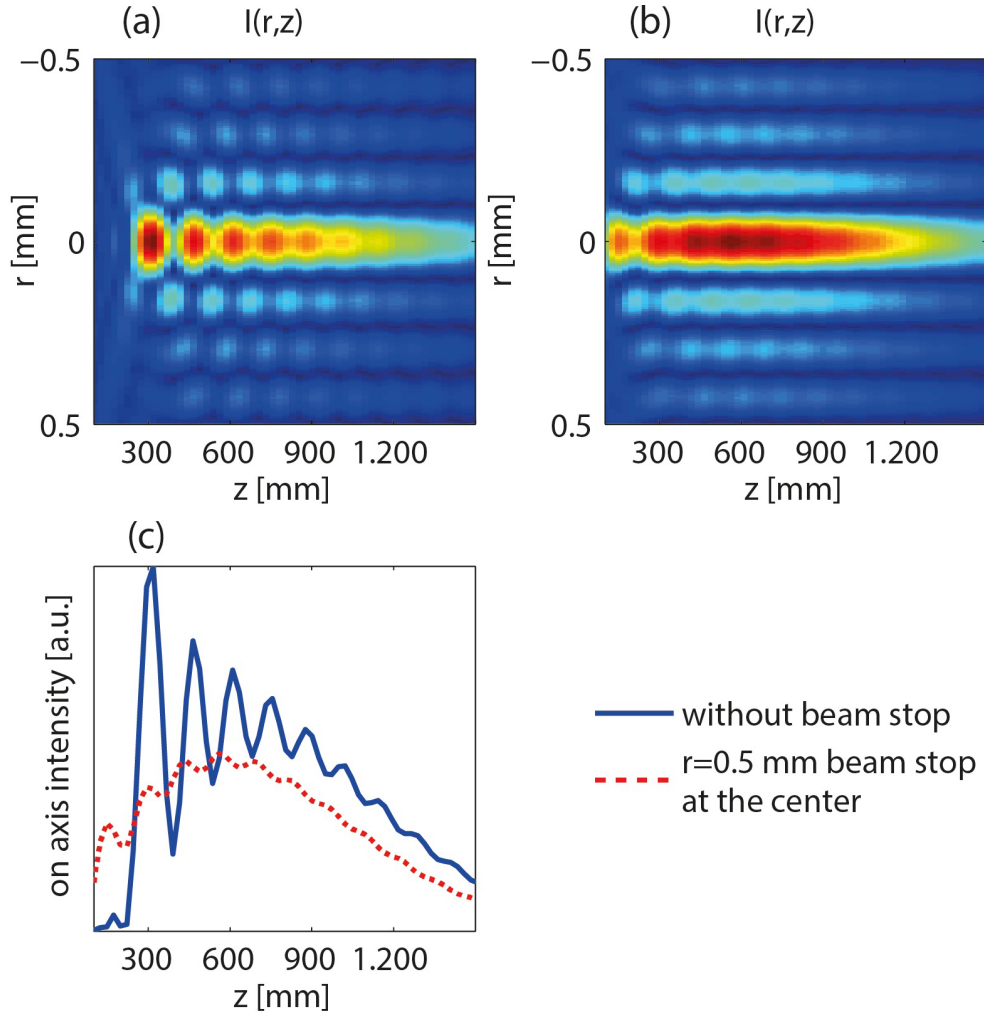 (a) I(r,z)
(b) I(r,z)
−0.5
−0.5
r [mm]
r [mm]
0
0
0.5
0.5
300 600 900 1.200
300 600 900 1.200
z [mm]
z [mm]
(c)
on axis intensity [a.u.]
without beam stop
r=0.5 mm beam stop
at the center
300 600 900 1.200
z [mm]